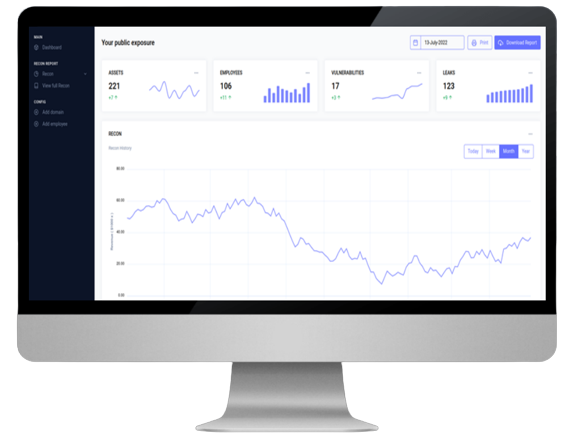 MAIN
Dashboard
RECON REPORT
Recon
View full Recon
CONFIG
Add domain
Add employee
Your public exposure
13-July-2022
Print
Download Report
ASSETS
221
+7
EMPLOYEES
106
+11
VULNERABILITIES
17
+3
LEAKS
123
RECON
Recon History
Today Week Month Year
80.00
60.00
40.00
20.00
0.00